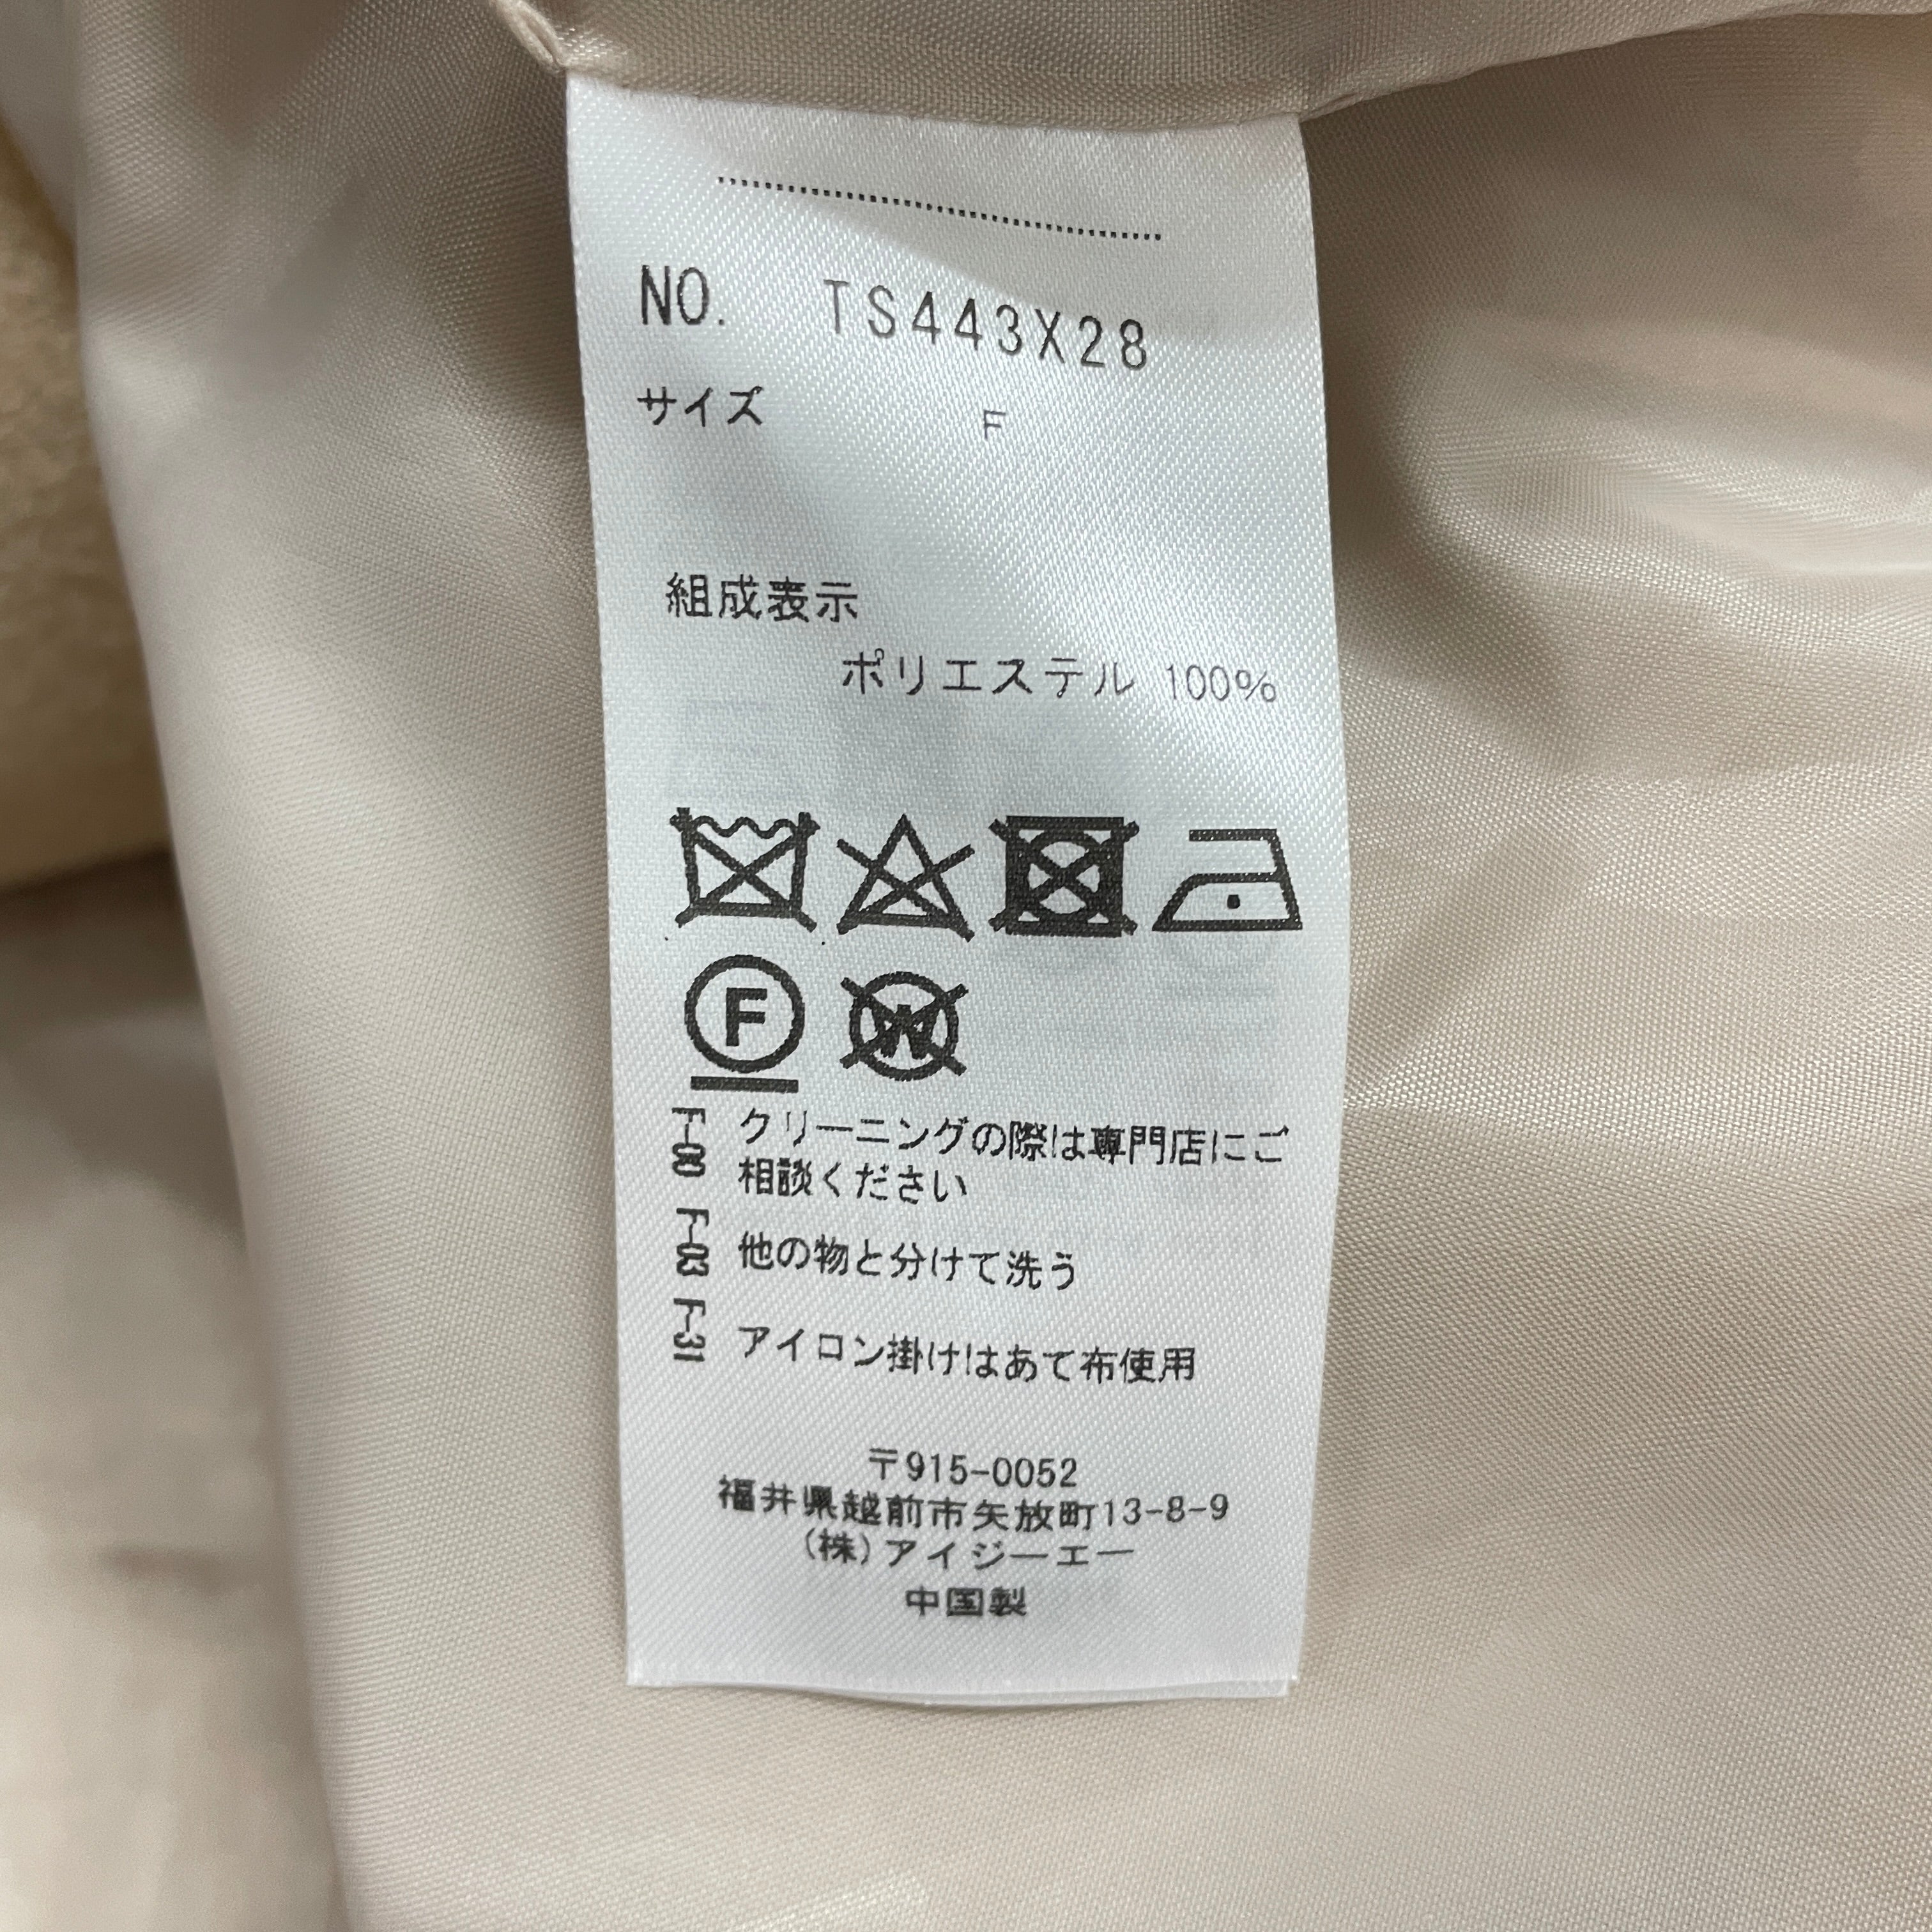 NO. TS443X28
サイズ F
組成表示
ポリエステル 100%
F
W
F-00 クリーニングの際は専門店にご
相談ください
F-03 他の物と分けて洗う
F-31 アイロン掛けはあて布使用
〒915-0052
福井県越前市矢放町13-8-9
(株)アイジーエー
中国製